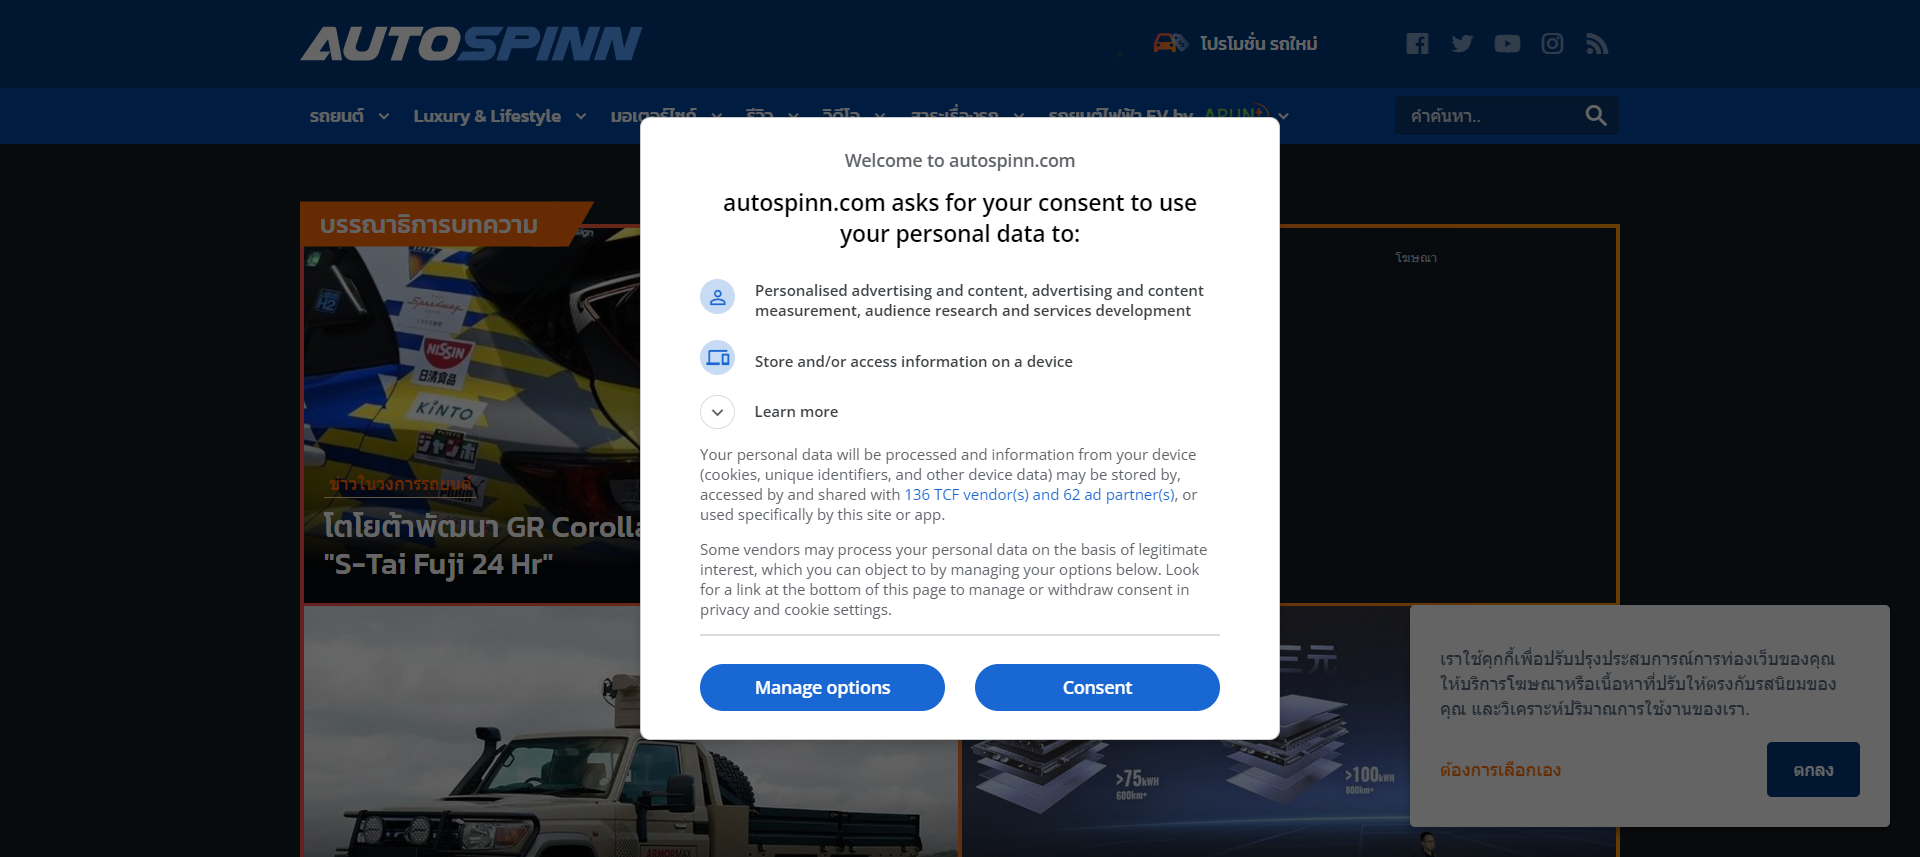 AUTOSPINN
โปรโมชั่น รถใหม่
รถยนต์
Luxury & Lifestyle
มอเตอร์ไซค์
รีวิว
วิดีโอ
สาระเรื่องรถ
รถยนต์ไฟฟ้า EV by ARUN+
คำค้นหา..
Welcome to autospinn.com
autospinn.com asks for your consent to use
your personal data to:
Personalised advertising and content, advertising and content
measurement, audience research and services development
Store and/or access information on a device
Learn more
Your personal data will be processed and information from your device
(cookies, unique identifiers, and other device data) may be stored by,
accessed by and shared with 136 TCF vendor(s) and 62 ad partner(s), or
used specifically by this site or app.
Some vendors may process your personal data on the basis of legitimate
interest, which you can object to by managing your options below. Look
for a link at the bottom of this page to manage or withdraw consent in
privacy and cookie settings.
Manage options
Consent
บรรณาธิการบทความ
H2
Speedway
NISSIN
日清食品
KINTO
ジャンボ
ข่าวในวงการรถยนต์
โตโยต้าพัฒนา GR Corolla
"S-Tai Fuji 24 Hr"
โฆษณา
三元
>75kWH
600km+
>100kWH
800km+
ARMORMAX
เราใช้คุกกี้เพื่อปรับปรุงประสบการณ์การท่องเว็บของคุณ
ให้บริการโฆษณาหรือเนื้อหาที่ปรับให้ตรงกับรสนิยมของ
คุณ และวิเคราะห์ปริมาณการใช้งานของเรา.
ต้องการเลือกเอง
ตกลง